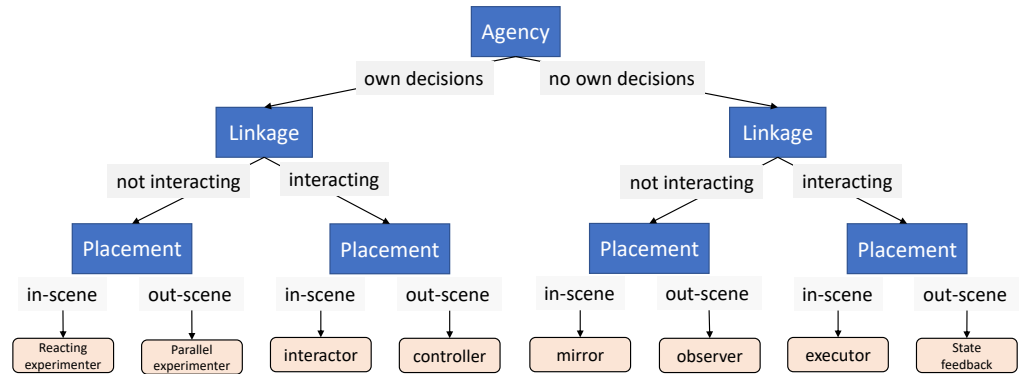 Agency
own decisions
no own decisions
Linkage
Linkage
not interacting
interacting
not interacting
interacting
Placement
Placement
Placement
Placement
in-scene
out-scene
in-scene
out-scene
in-scene
out-scene
in-scene
out-scene
Reacting
experimenter
Parallel
experimenter
interactor
controller
mirror
observer
executor
State
feedback